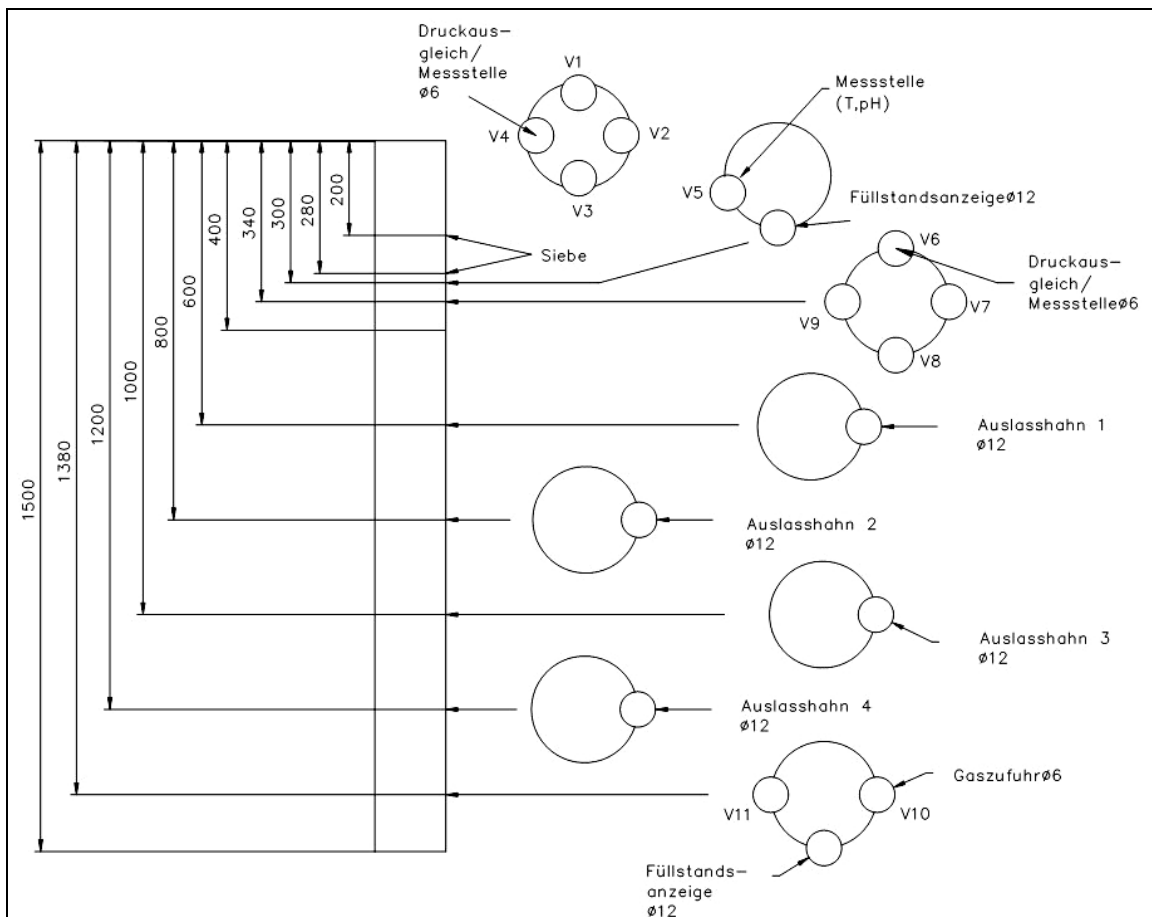 Druckaus-
gleich/
Messstelle
ø6
V1
V4
V2
V3
Messstelle
(T,pH)
V5
Füllstandsanzeigeø12
V6
Druckaus-
gleich/
Messstelleø6
V9
V7
V8
Siebe
200
280
300
340
400
600
800
1000
1200
1380
1500
Auslasshahn 1
ø12
Auslasshahn 2
ø12
Auslasshahn 3
ø12
Auslasshahn 4
ø12
Gaszufuhrø6
V11
V10
Füllstands-
anzeige
ø12